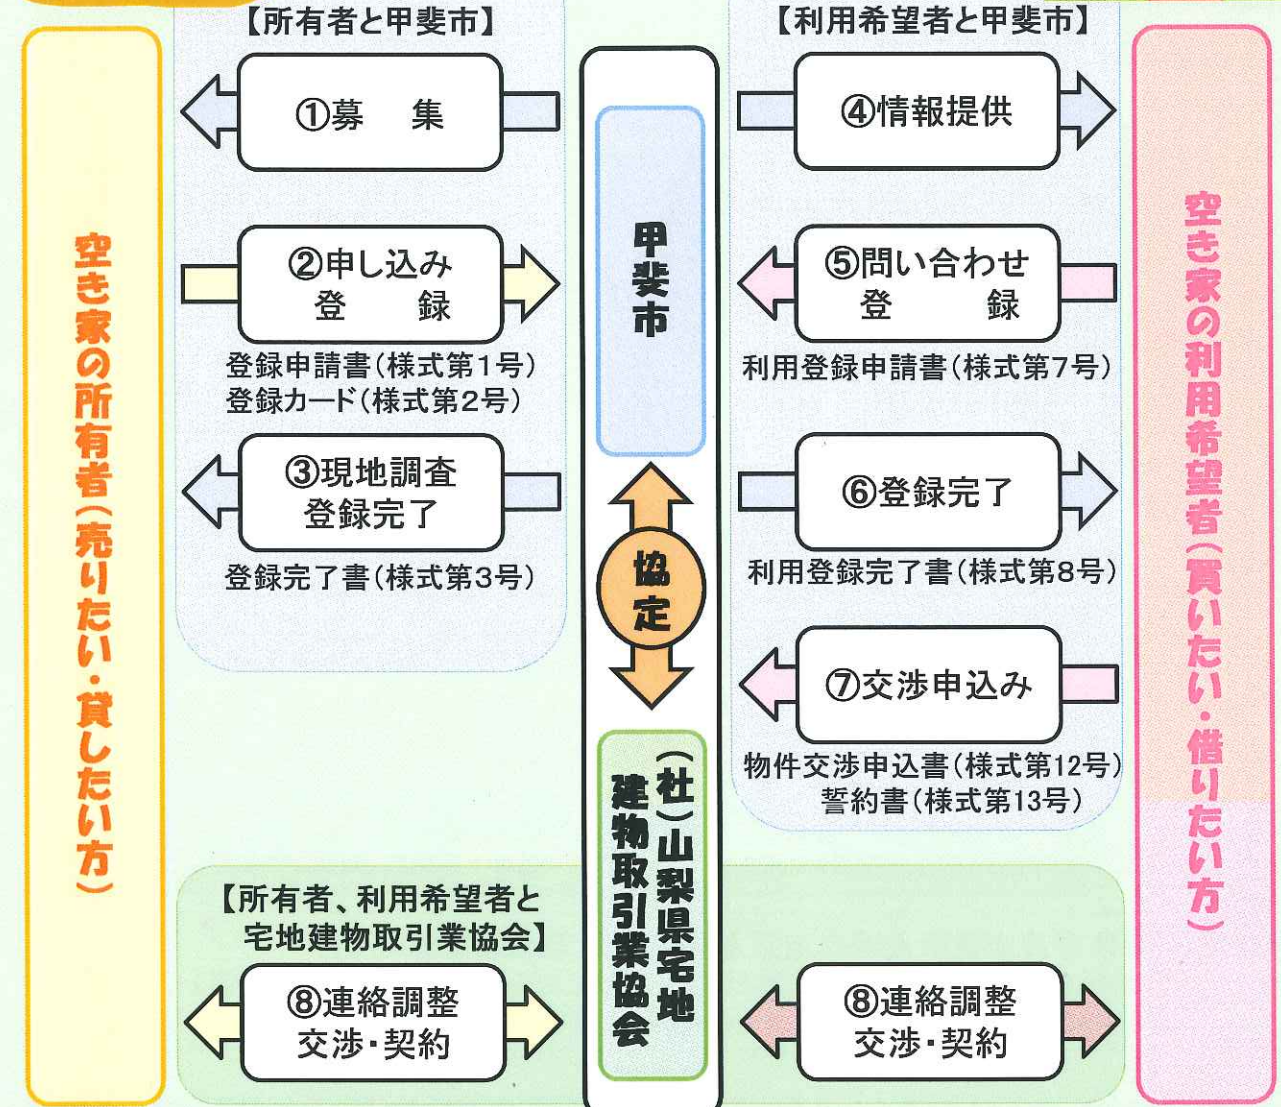 【所有者と甲斐市】
①募　集
②申し込み
登　録
登録申請書(様式第1号)
登録カード(様式第2号)
③現地調査
登録完了
登録完了書(様式第3号)
空き家の所有者(売りたい・貸したい方)
甲斐市
協定
(社)山梨県宅地
建物取引業協会
【利用希望者と甲斐市】
④情報提供
⑤問い合わせ
登　録
利用登録申請書(様式第7号)
⑥登録完了
利用登録完了書(様式第8号)
⑦交渉申込み
物件交渉申込書(様式第12号)
誓約書(様式第13号)
空き家の利用希望者(買いたい・借りたい方)
【所有者、利用希望者と
宅地建物取引業協会】
⑧連絡調整
交渉・契約
⑧連絡調整
交渉・契約